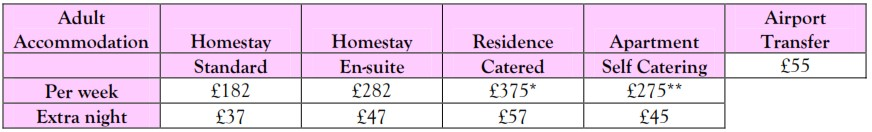 Adult Airport
Accommodation Homestay Homestay Residence Apartment Transfer
Standard En-suite Catered Self Catering £55
Per week £182 £282 £375* £275**
Extra night £37 £47 £57 £45